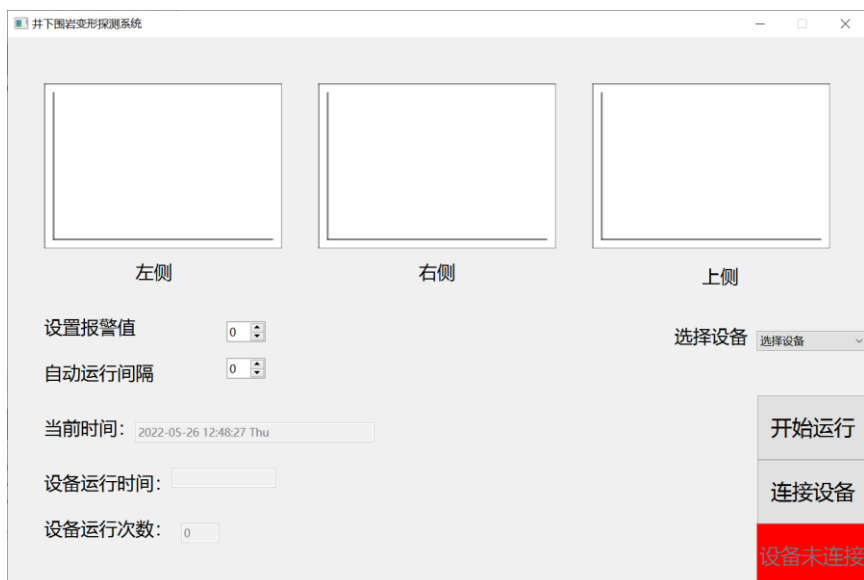 井下围岩变形探测系统
左侧
右侧
上侧
设置报警值 0
选择设备 选择设备
自动运行间隔 0
当前时间: 2022-05-26 12:48:27 Thu
开始运行
设备运行时间:
连接设备
设备运行次数: 0
设备未连接